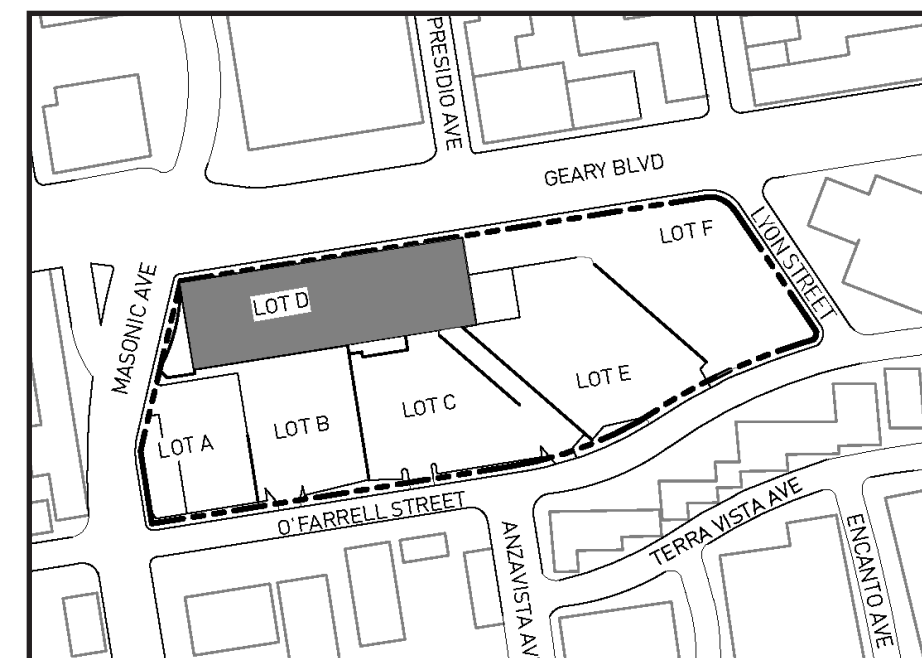 PRESIDIO AVE
GEARY BLVD
LOT F
LYON STREET
LOT D
MASONIC AVE
LOT E
LOT C
LOT B
LOT A
O'FARRELL STREET
ANZAVISTA AV
TERRA VISTA AVE
ENCANTO AVE